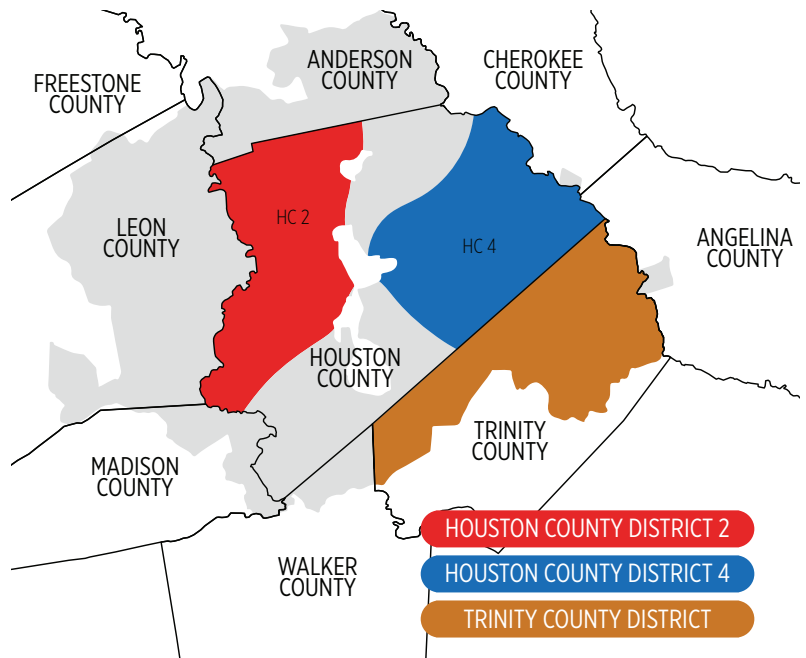 ANDERSON
COUNTY
CHEROKEE
COUNTY
FREESTONE
COUNTY
HC 2
LEON
COUNTY
HC 4
ANGELINA
COUNTY
HOUSTON
COUNTY
TRINITY
COUNTY
MADISON
COUNTY
HOUSTON COUNTY DISTRICT 2
HOUSTON COUNTY DISTRICT 4
WALKER
COUNTY
TRINITY COUNTY DISTRICT